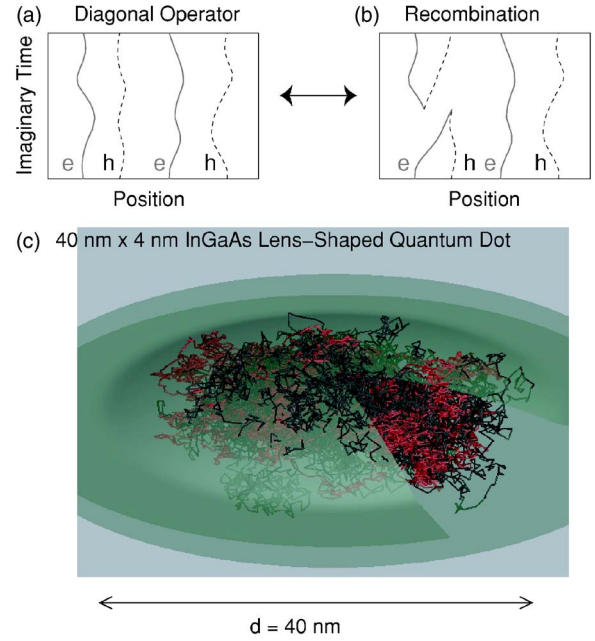 (a) Diagonal Operator
(b) Recombination
Imaginary Time
e h e h
e h e h
Position
Position
(c) 40 nm x 4 nm InGaAs Lens−Shaped Quantum Dot
d = 40 nm